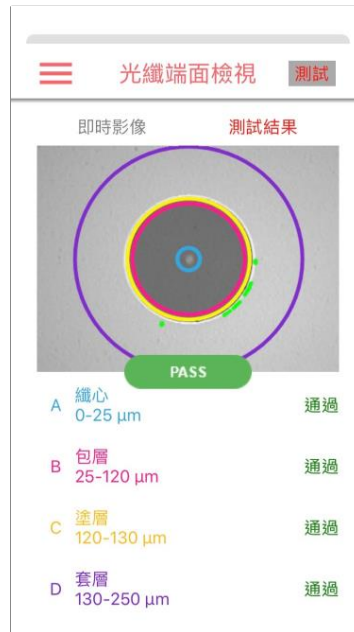 光纖端面檢視 測試
即時影像 測試結果
PASS
A 纖心 通過
0-25 μm
B 包層 通過
25-120 μm
C 塗層 通過
120-130 μm
D 套層 通過
130-250 μm